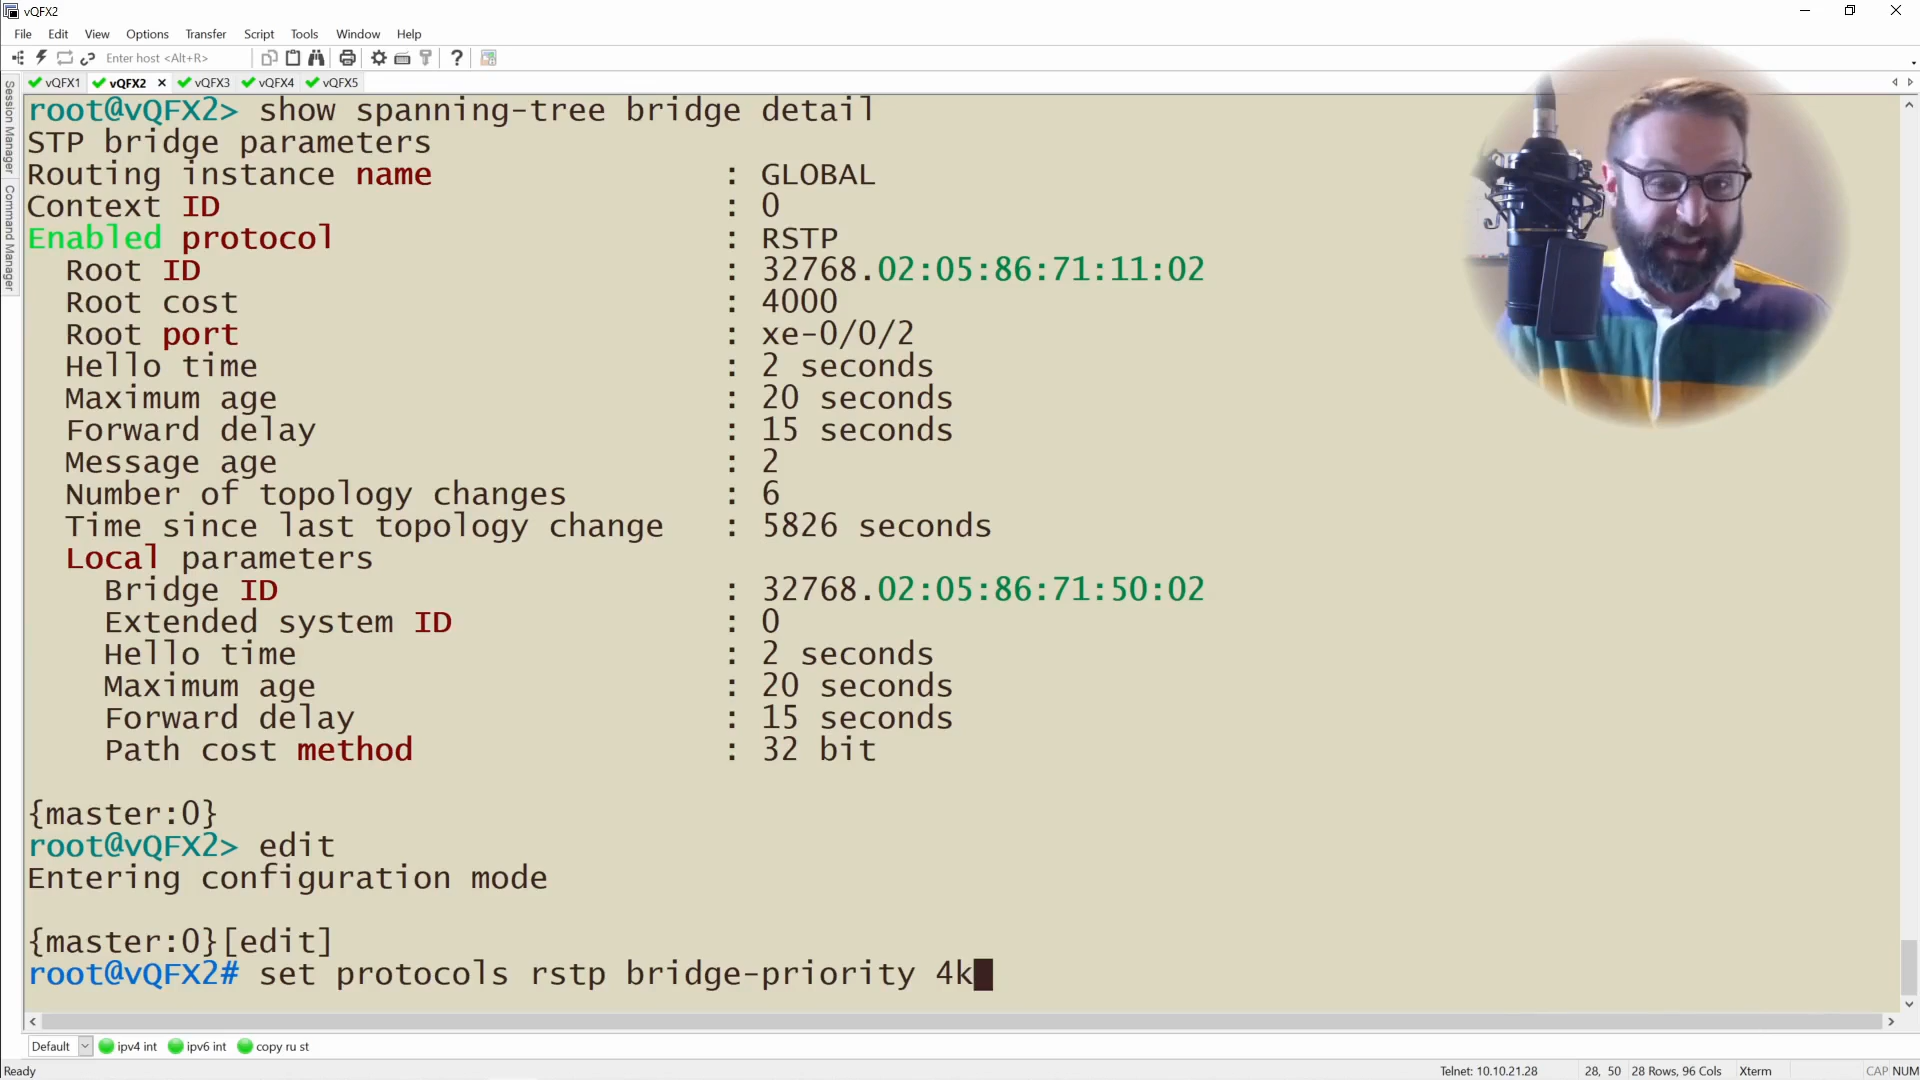 vQFX2
File Edit View Options Transfer Script Tools Window Help
Enter host <Alt+R>
vQFX1 vQFX2 vQFX3 vQFX4 vQFX5
Session Manager
Command Manager
root@vQFX2> show spanning-tree bridge detail
STP bridge parameters
Routing instance name : GLOBAL
Context ID : 0
Enabled protocol : RSTP
Root ID : 32768.02:05:86:71:11:02
Root cost : 4000
Root port : xe-0/0/2
Hello time : 2 seconds
Maximum age : 20 seconds
Forward delay : 15 seconds
Message age : 2
Number of topology changes : 6
Time since last topology change : 5826 seconds
Local parameters
Bridge ID : 32768.02:05:86:71:50:02
Extended system ID : 0
Hello time : 2 seconds
Maximum age : 20 seconds
Forward delay : 15 seconds
Path cost method : 32 bit
{master:0}
root@vQFX2> edit
Entering configuration mode
{master:0}[edit]
root@vQFX2# set protocols rstp bridge-priority 4k
Default ipv4 int ipv6 int copy ru st
Ready Telnet: 10.10.21.28 28, 50 28 Rows, 96 Cols Xterm CAP NUM